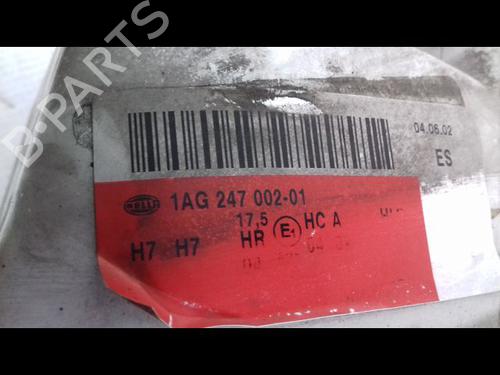 B-PARTS
04.06.02
ES
HELLA 1AG 247 002-01
17,5
H7 H7 HR E1 HC A